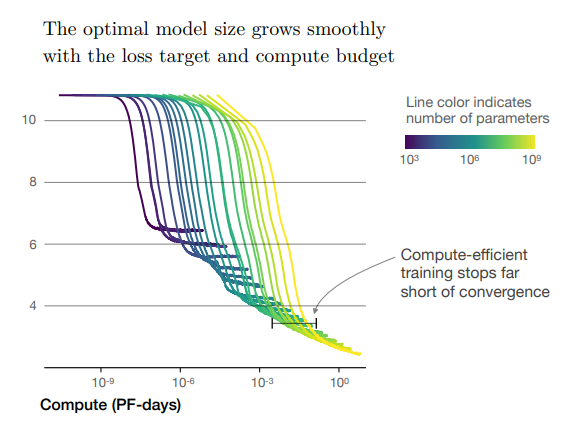 The optimal model size grows smoothly
with the loss target and compute budget
Line color indicates
number of parameters
10³ 10⁶ 10⁹
10
8
6
4
Compute-efficient
training stops far
short of convergence
10⁻⁹ 10⁻⁶ 10⁻³ 10⁰
Compute (PF-days)